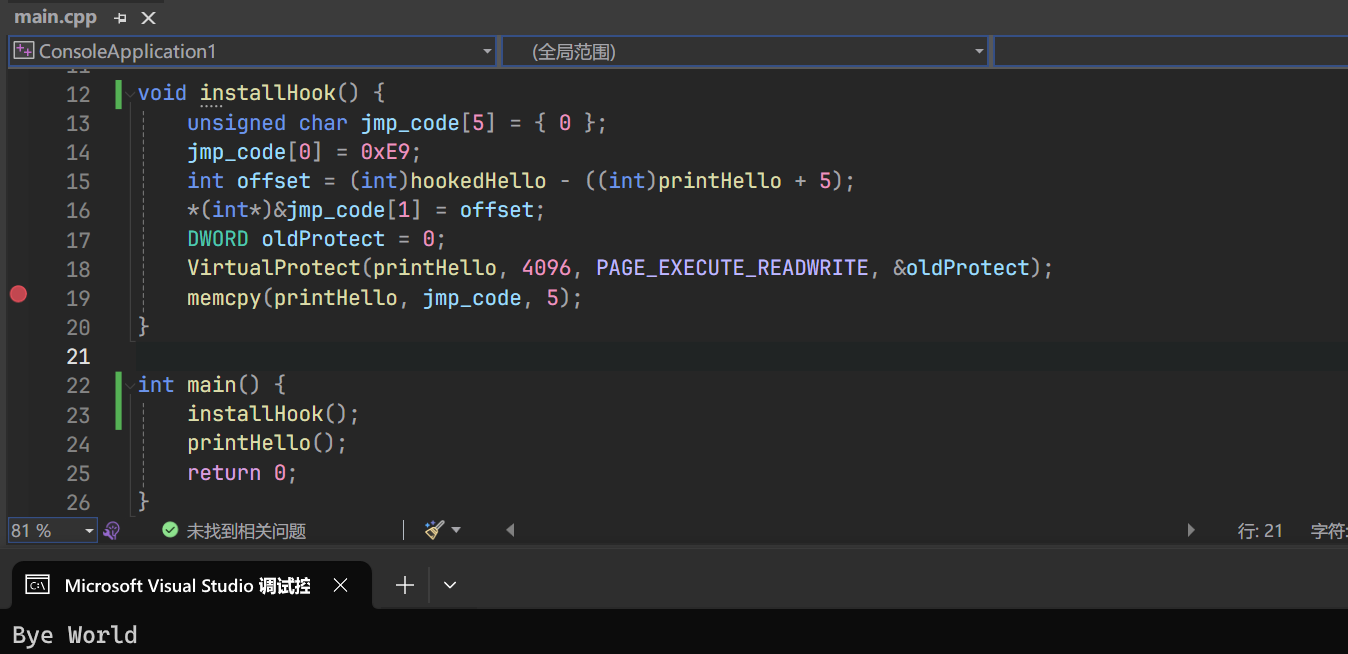 main.cpp
ConsoleApplication1
(全局范围)
12 void installHook() {
13 unsigned char jmp_code[5] = { 0 };
14 jmp_code[0] = 0xE9;
15 int offset = (int)hookedHello - ((int)printHello + 5);
16 *(int*)&jmp_code[1] = offset;
17 DWORD oldProtect = 0;
18 VirtualProtect(printHello, 4096, PAGE_EXECUTE_READWRITE, &oldProtect);
19 memcpy(printHello, jmp_code, 5);
20 }
21
22 int main() {
23 installHook();
24 printHello();
25 return 0;
26 }
81 % 未找到相关问题 行: 21 字符:
Microsoft Visual Studio 调试控
Bye World